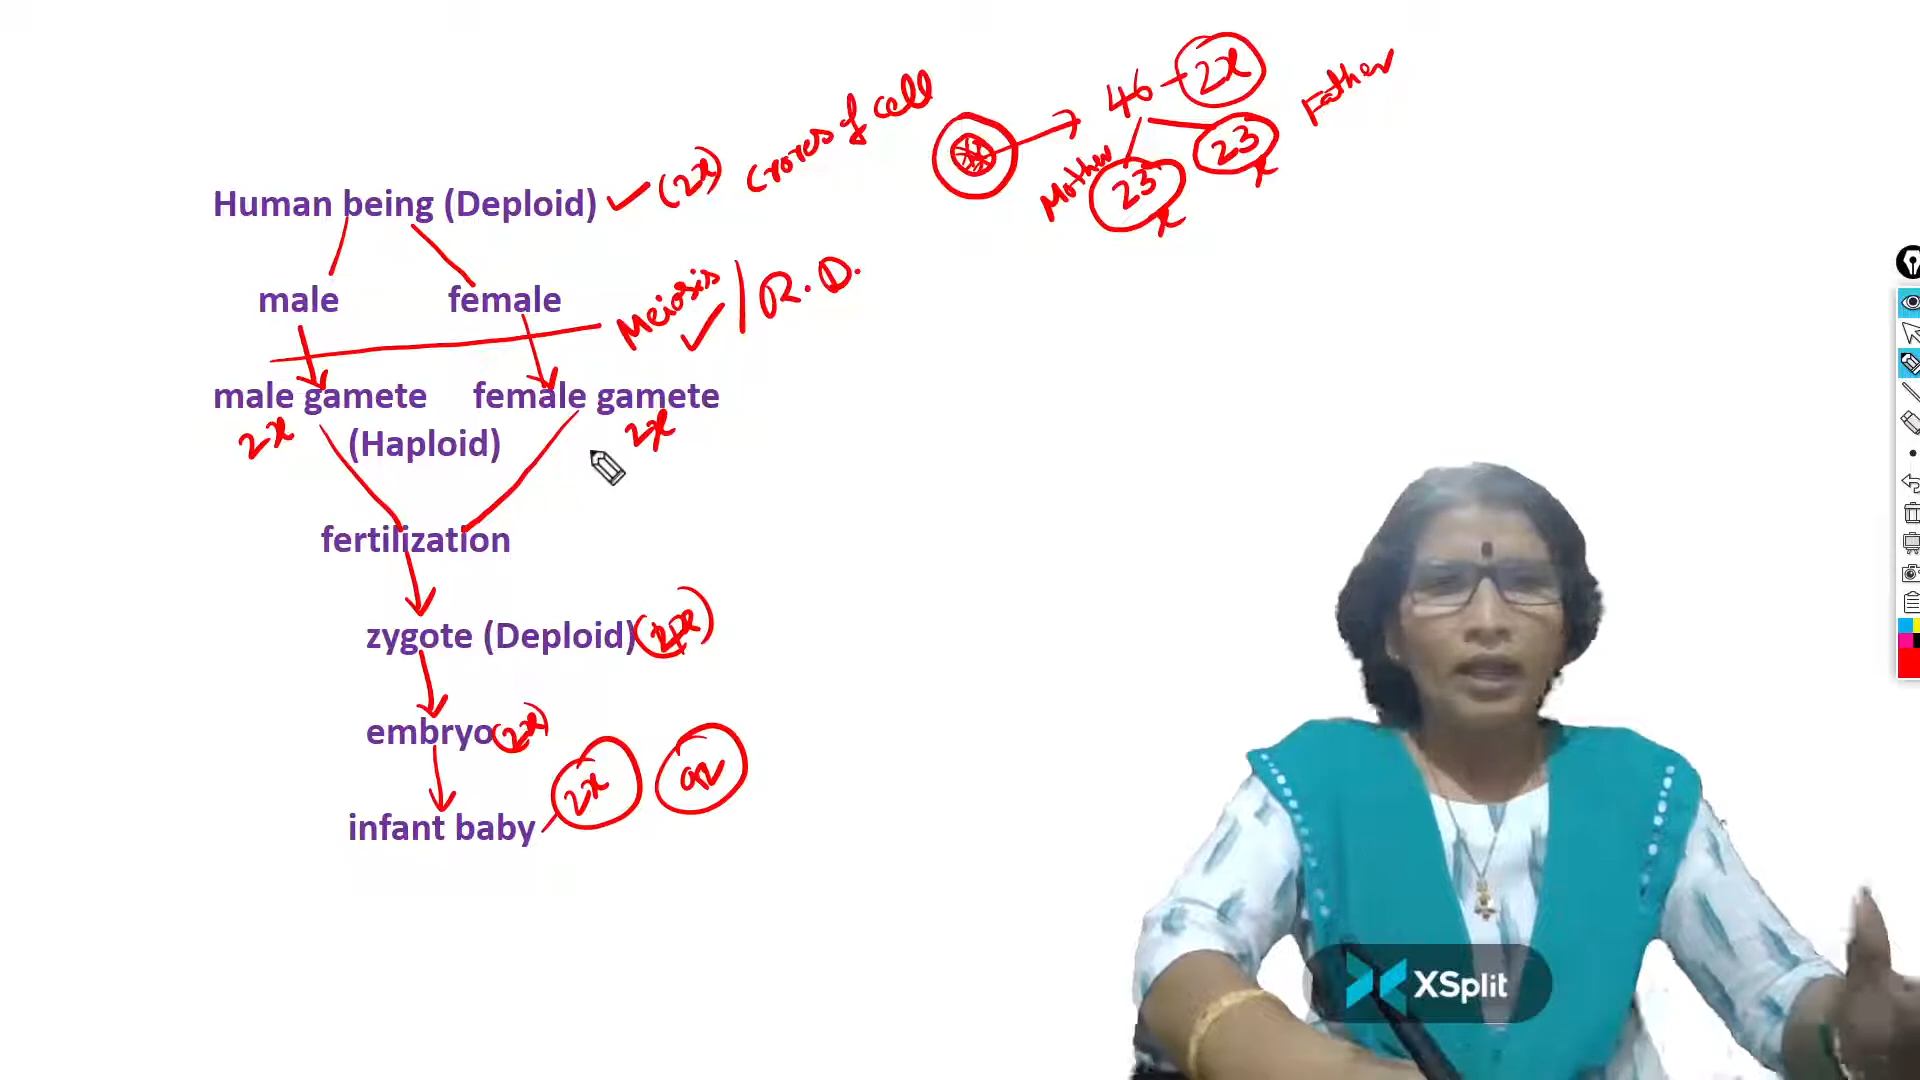 46 - 2x
Father
23
x
Mother
23
x
Human being (Deploid) (2x) Crores of cell
male female
Meiosis / R.D.
male gamete female gamete
2x (Haploid) 2x
fertilization
zygote (Deploid)
embryo (2x)
infant baby 2x
XSplit